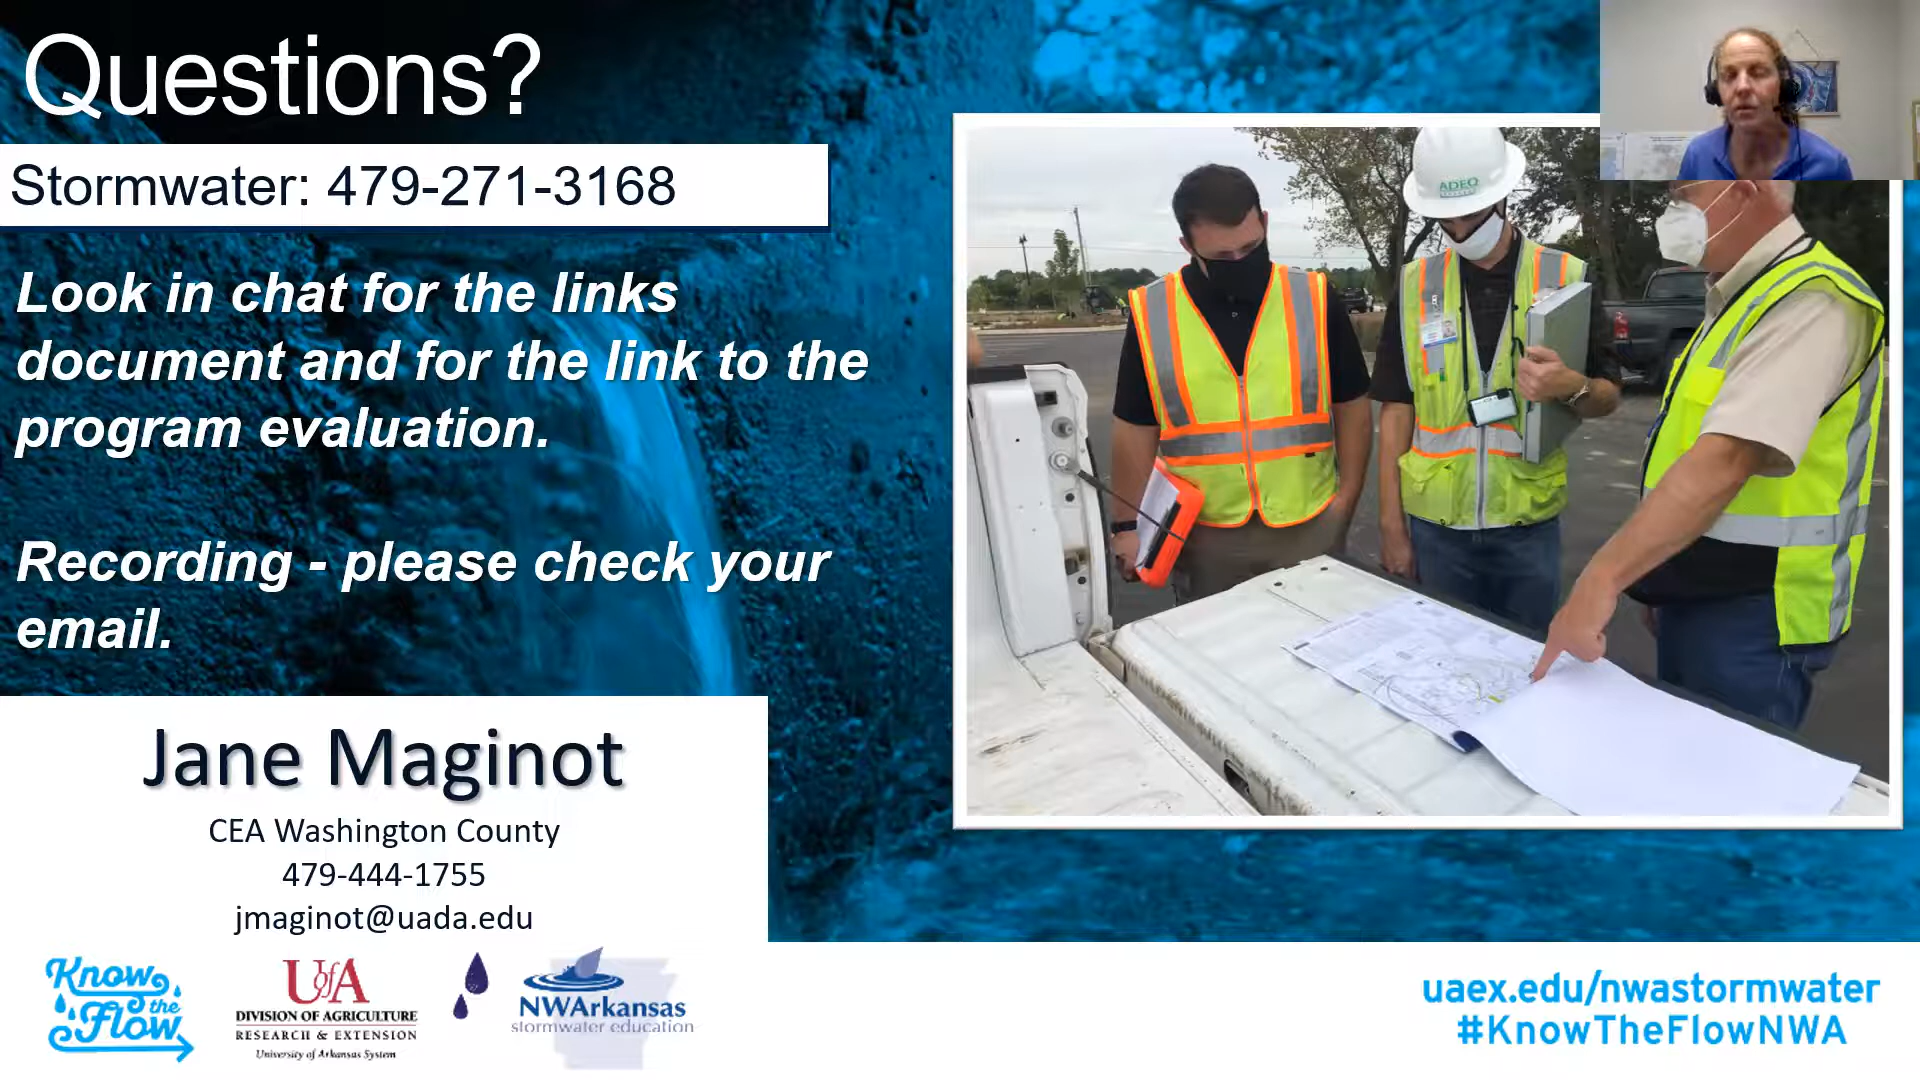 Questions?
Stormwater: 479-271-3168
Look in chat for the links
document and for the link to the
program evaluation.
Recording - please check your
email.
Jane Maginot
CEA Washington County
479-444-1755
jmaginot@uada.edu
Know
the
Flow
UofA
DIVISION OF AGRICULTURE
RESEARCH & EXTENSION
University of Arkansas System
NWArkansas
stormwater education
uaex.edu/nwastormwater
#KnowTheFlowNWA
ADEQ